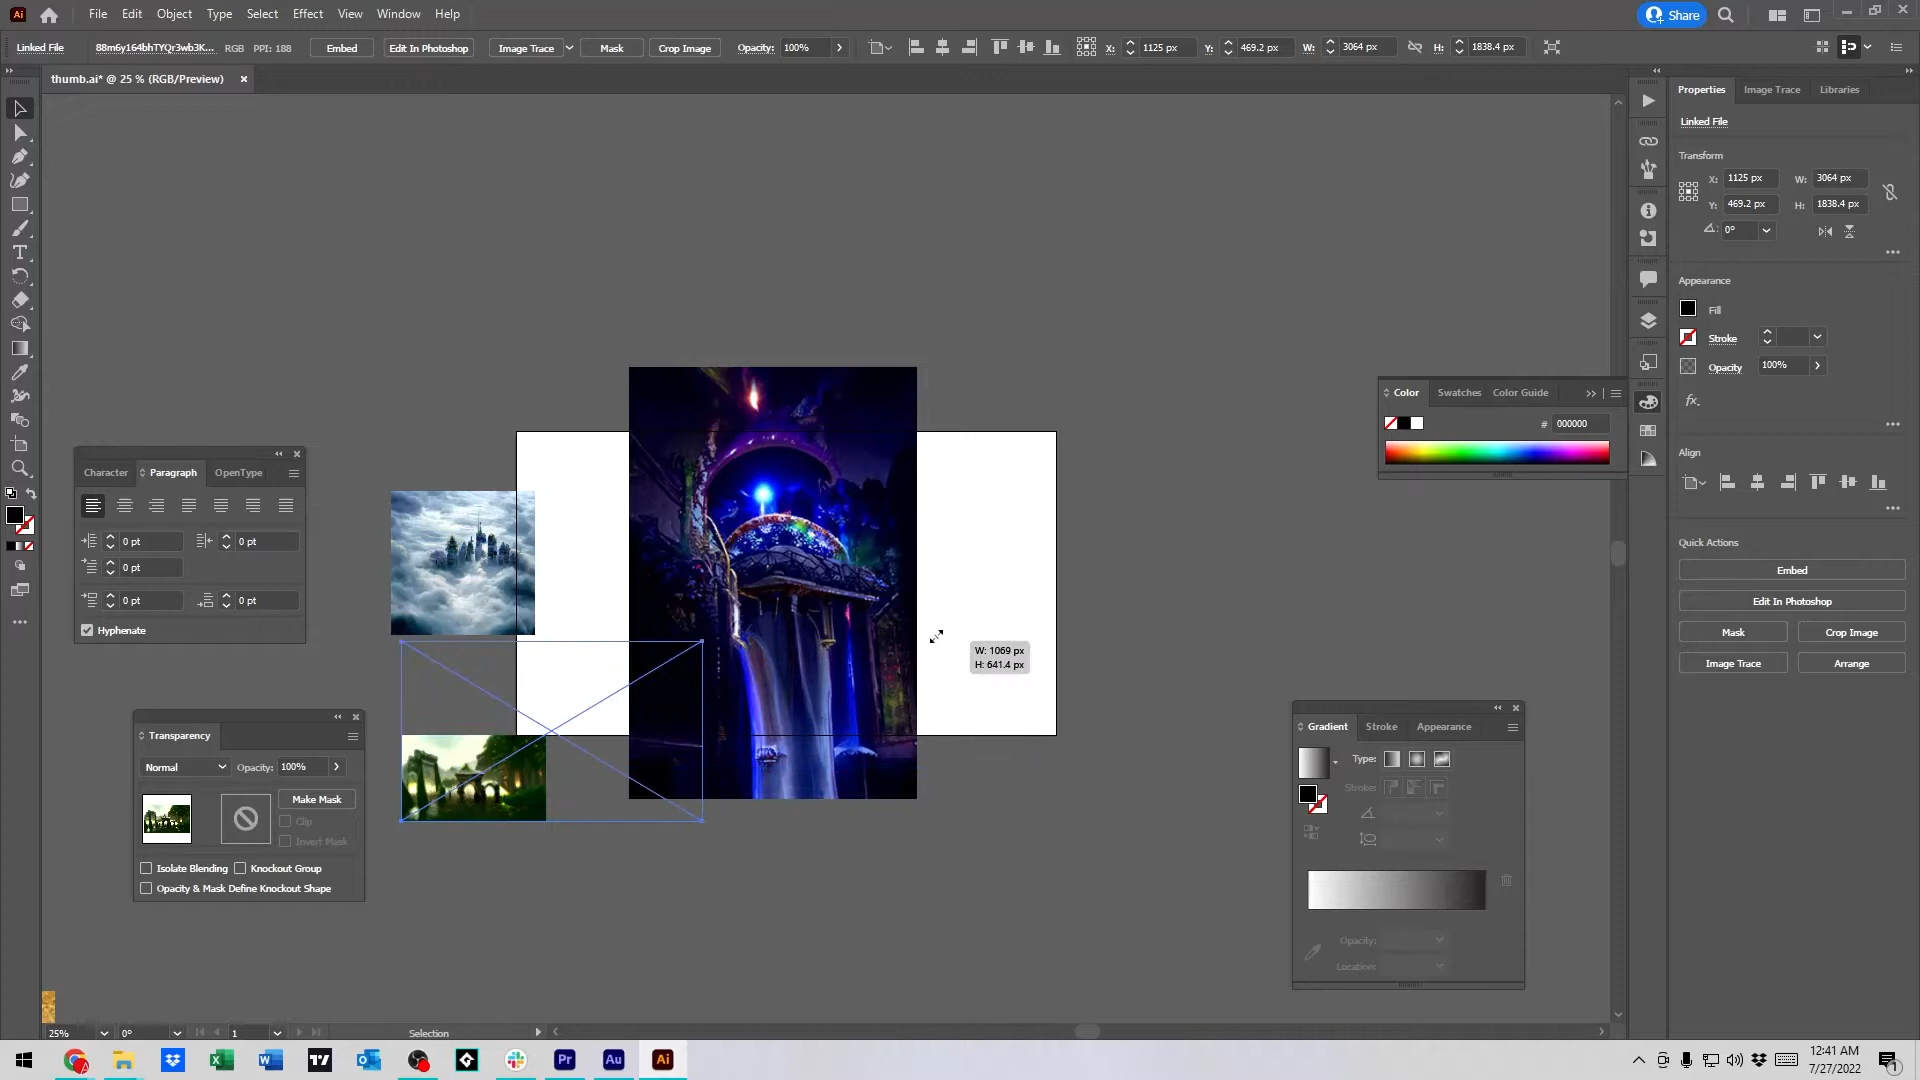 Ai File Edit Object Type Select Effect View Window Help Share
Linked File 88m6y164bhTYQr3wb3K... RGB PPI: 188 Embed Edit In Photoshop Image Trace Mask Crop Image Opacity: 100% X: 1125 px Y: 469.2 px W: 3064 px H: 1838.4 px
thumb.ai* @ 25 % (RGB/Preview) ×
Properties Image Trace Libraries
Linked File
Transform
X: 1125 px W: 3064 px
Y: 469.2 px H: 1838.4 px
0°
Appearance
Fill
Stroke
Opacity 100%
fx.
Color Swatches Color Guide
# 000000
Align
Character Paragraph OpenType
0 pt 0 pt
0 pt
0 pt 0 pt
Hyphenate
W: 1069 px
H: 641.4 px
Quick Actions
Embed
Edit In Photoshop
Mask Crop Image
Image Trace Arrange
Transparency
Normal Opacity: 100%
Make Mask
Clip
Invert Mask
Isolate Blending Knockout Group
Opacity & Mask Define Knockout Shape
Gradient Stroke Appearance
Type:
Stroke:
Opacity:
Location:
25% 0° 1 Selection
Pr Au Ai
12:41 AM
7/27/2022
1